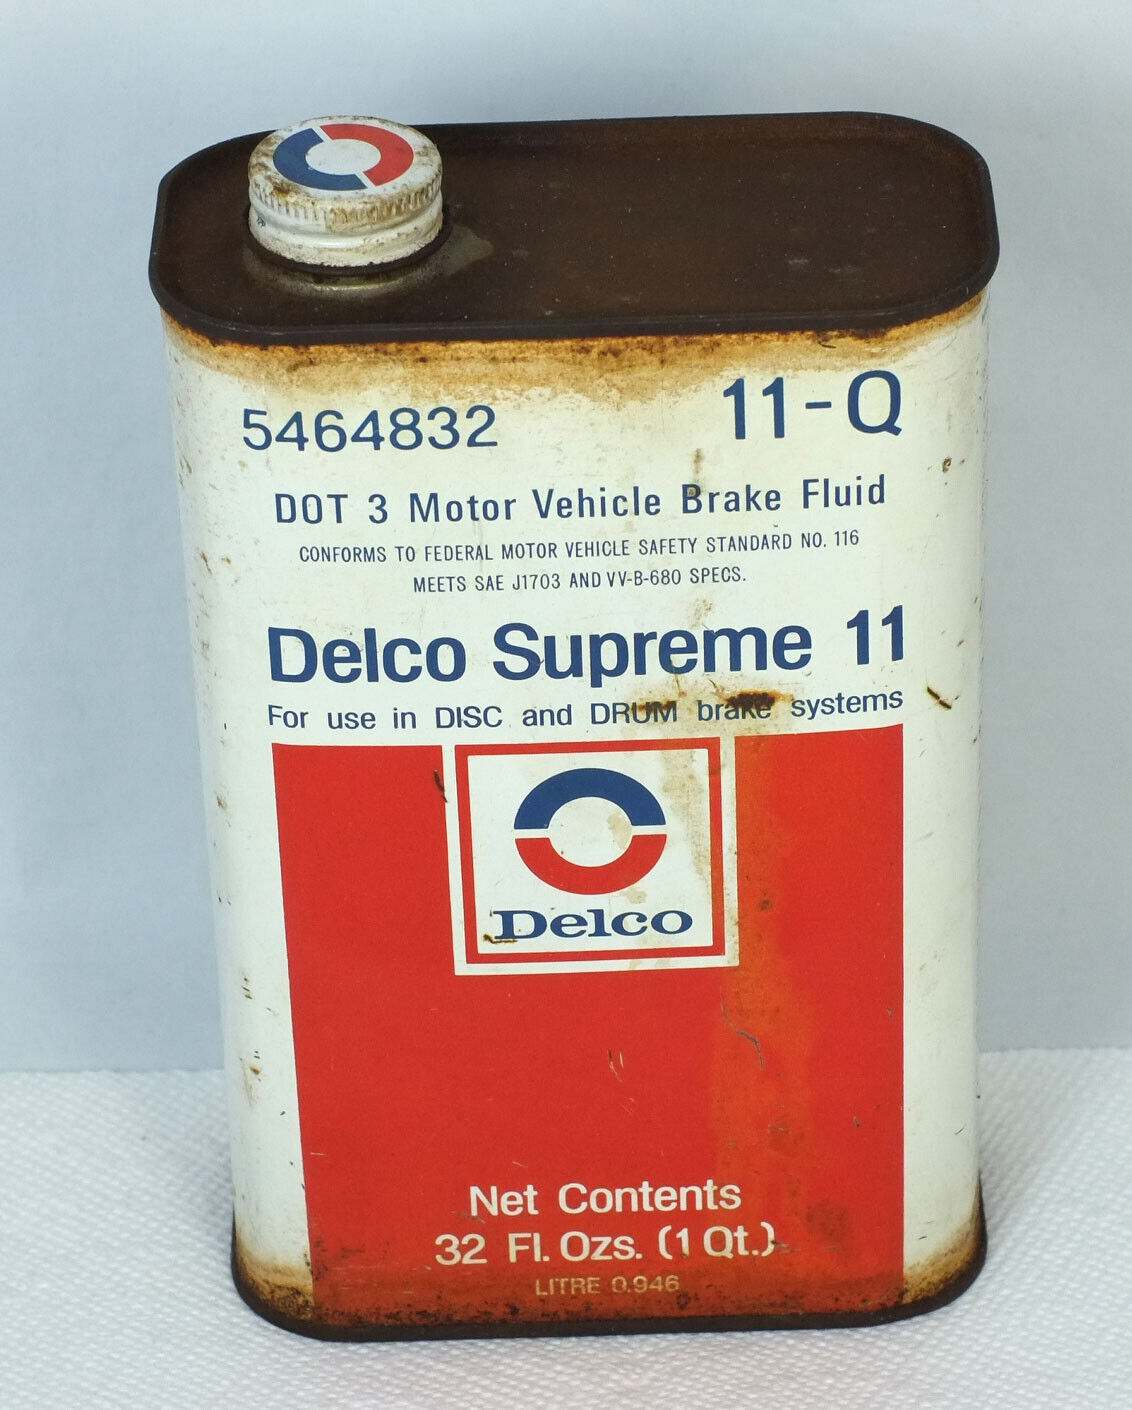 5464832 11-Q
DOT 3 Motor Vehicle Brake Fluid
CONFORMS TO FEDERAL MOTOR VEHICLE SAFETY STANDARD NO. 116
MEETS SAE J1703 AND VV-B-680 SPECS.
Delco Supreme 11
For use in DISC and DRUM brake systems
Delco
Net Contents
32 Fl. Ozs. (1 Qt.)
LITRE 0.946